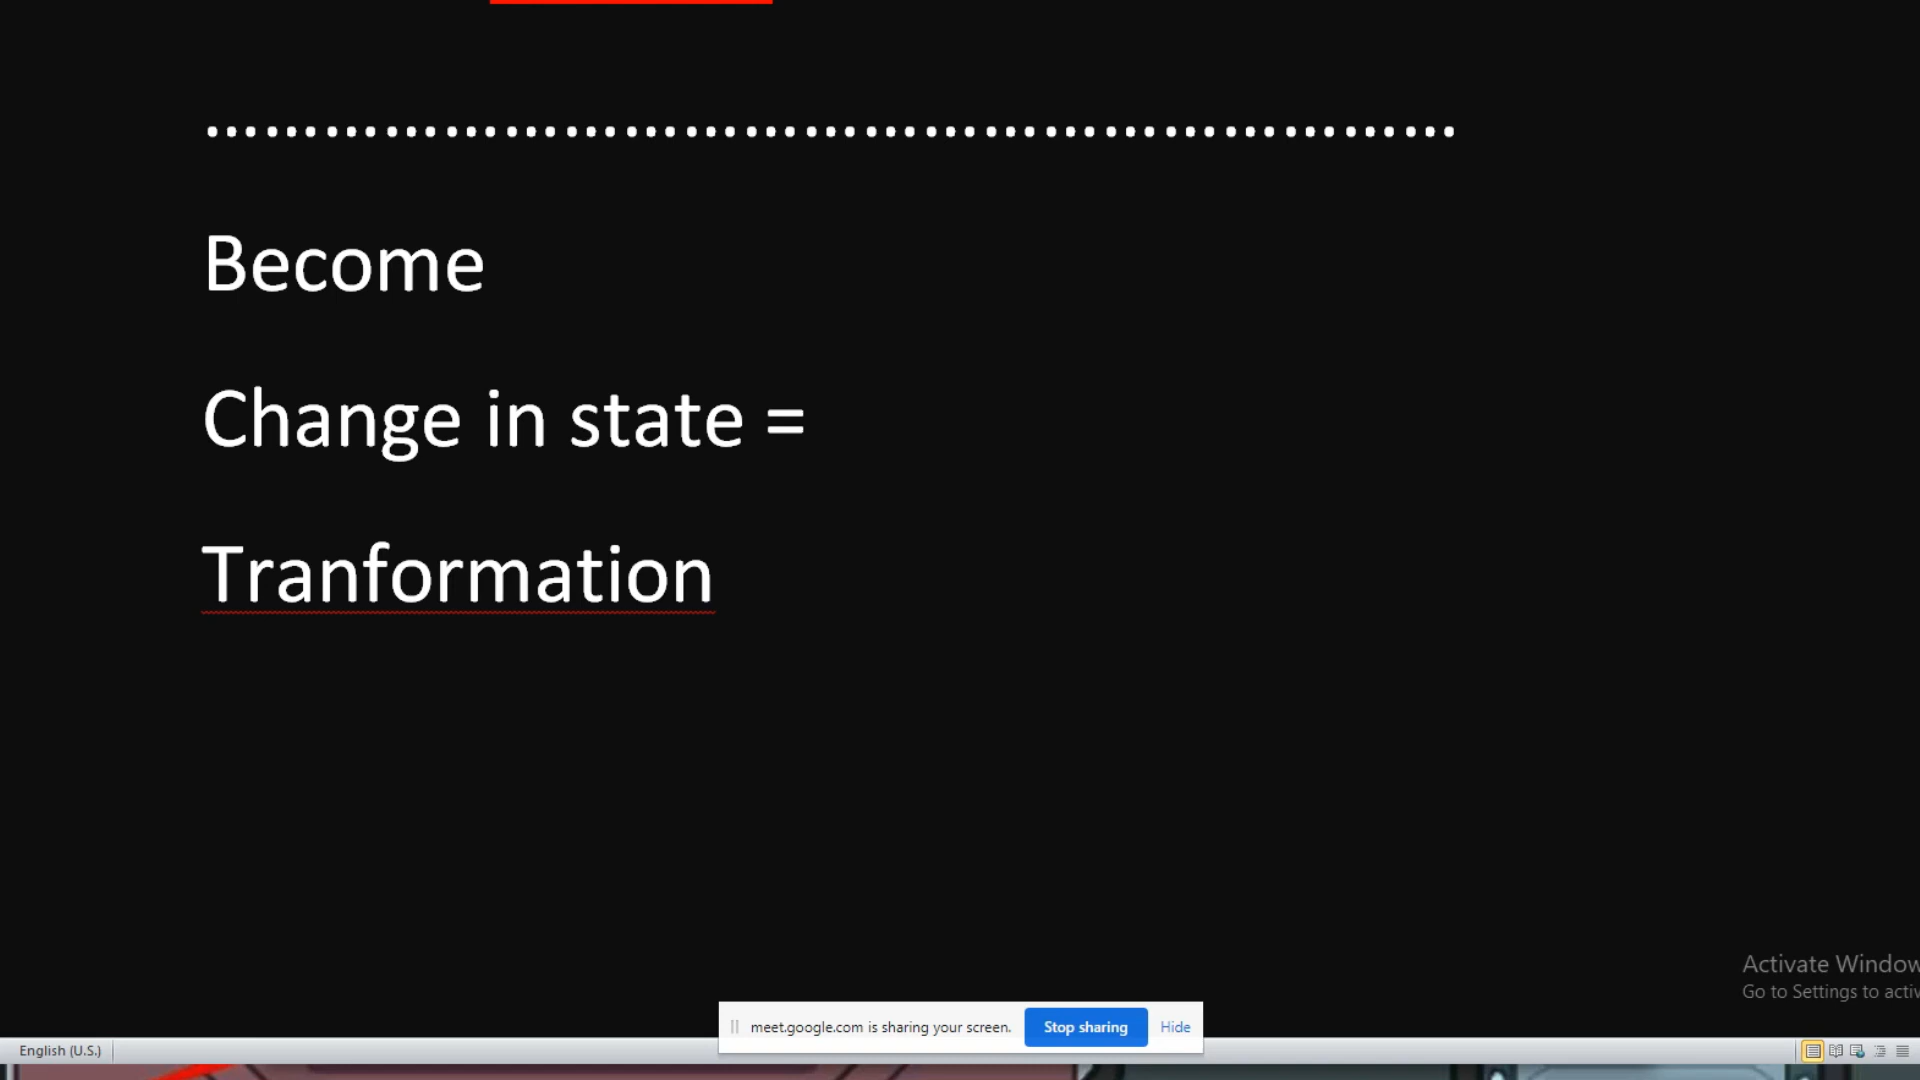 ...............................................................
Become
Change in state =
Tranformation
Activate Window
Go to Settings to activ
meet.google.com is sharing your screen.
Stop sharing
Hide
English (U.S.)